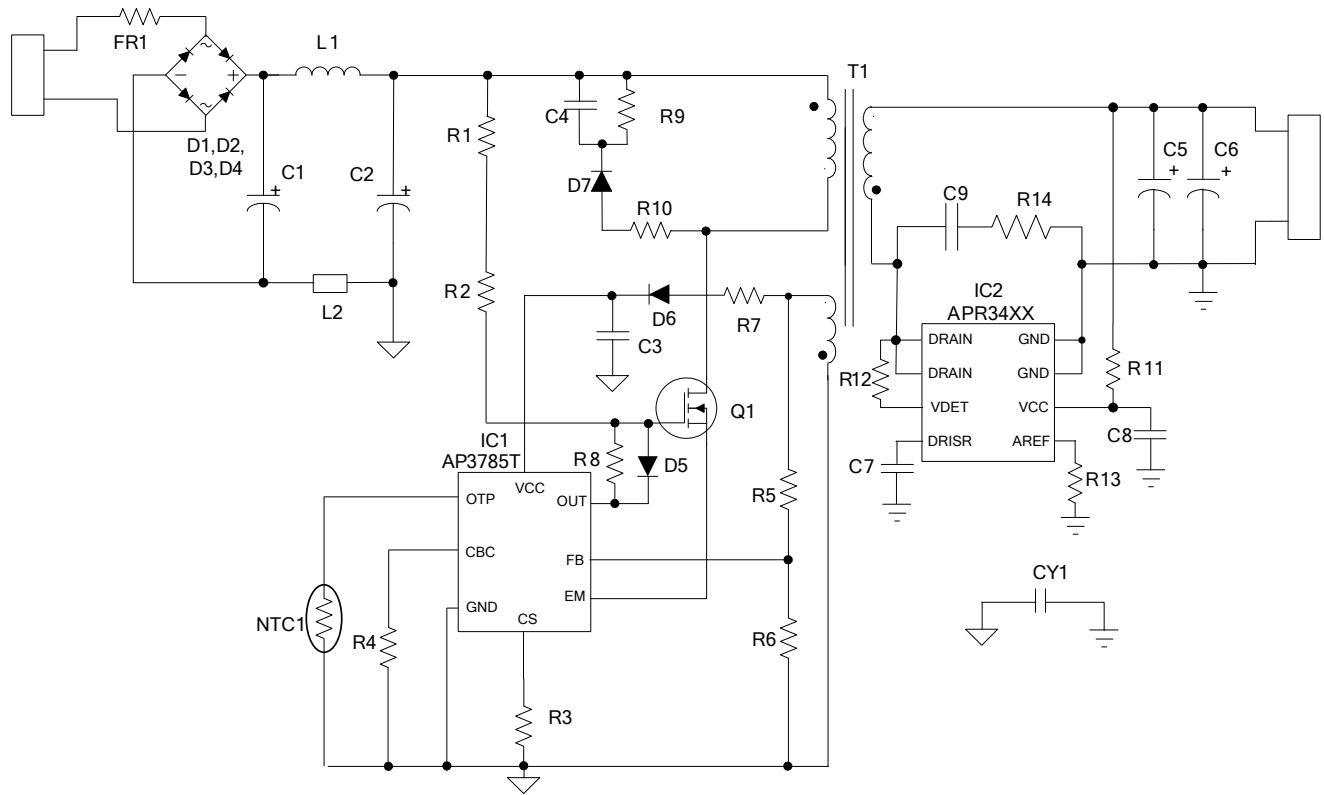 FR1
L1
T1
~
−
+
~
D1,D2,
D3,D4
C1
+
C2
+
R1
C4
R9
D7
R10
C5
+
C6
+
C9
R14
R2
L2
D6
R7
C3
IC2
APR34XX
DRAIN
GND
DRAIN
GND
VDET
VCC
DRISR
AREF
R12
R11
C7
C8
R13
Q1
IC1
AP3785T
R8
D5
VCC
OTP
OUT
CBC
FB
GND
EM
CS
R5
R6
NTC1
R4
R3
CY1